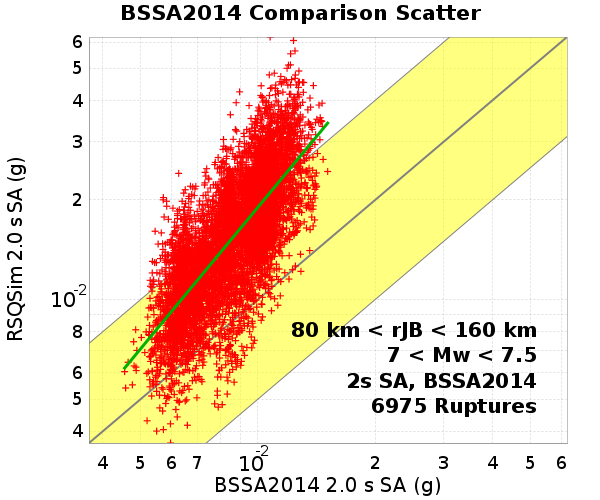 BSSA2014 Comparison Scatter
6
5
4
3
2
10-2
8
6
5
4
RSQSim 2.0 s SA (g)
80 km < rJB < 160 km
7 < Mw < 7.5
2s SA, BSSA2014
6975 Ruptures
4 5 6 7 10-2 2 3 4 5 6
BSSA2014 2.0 s SA (g)